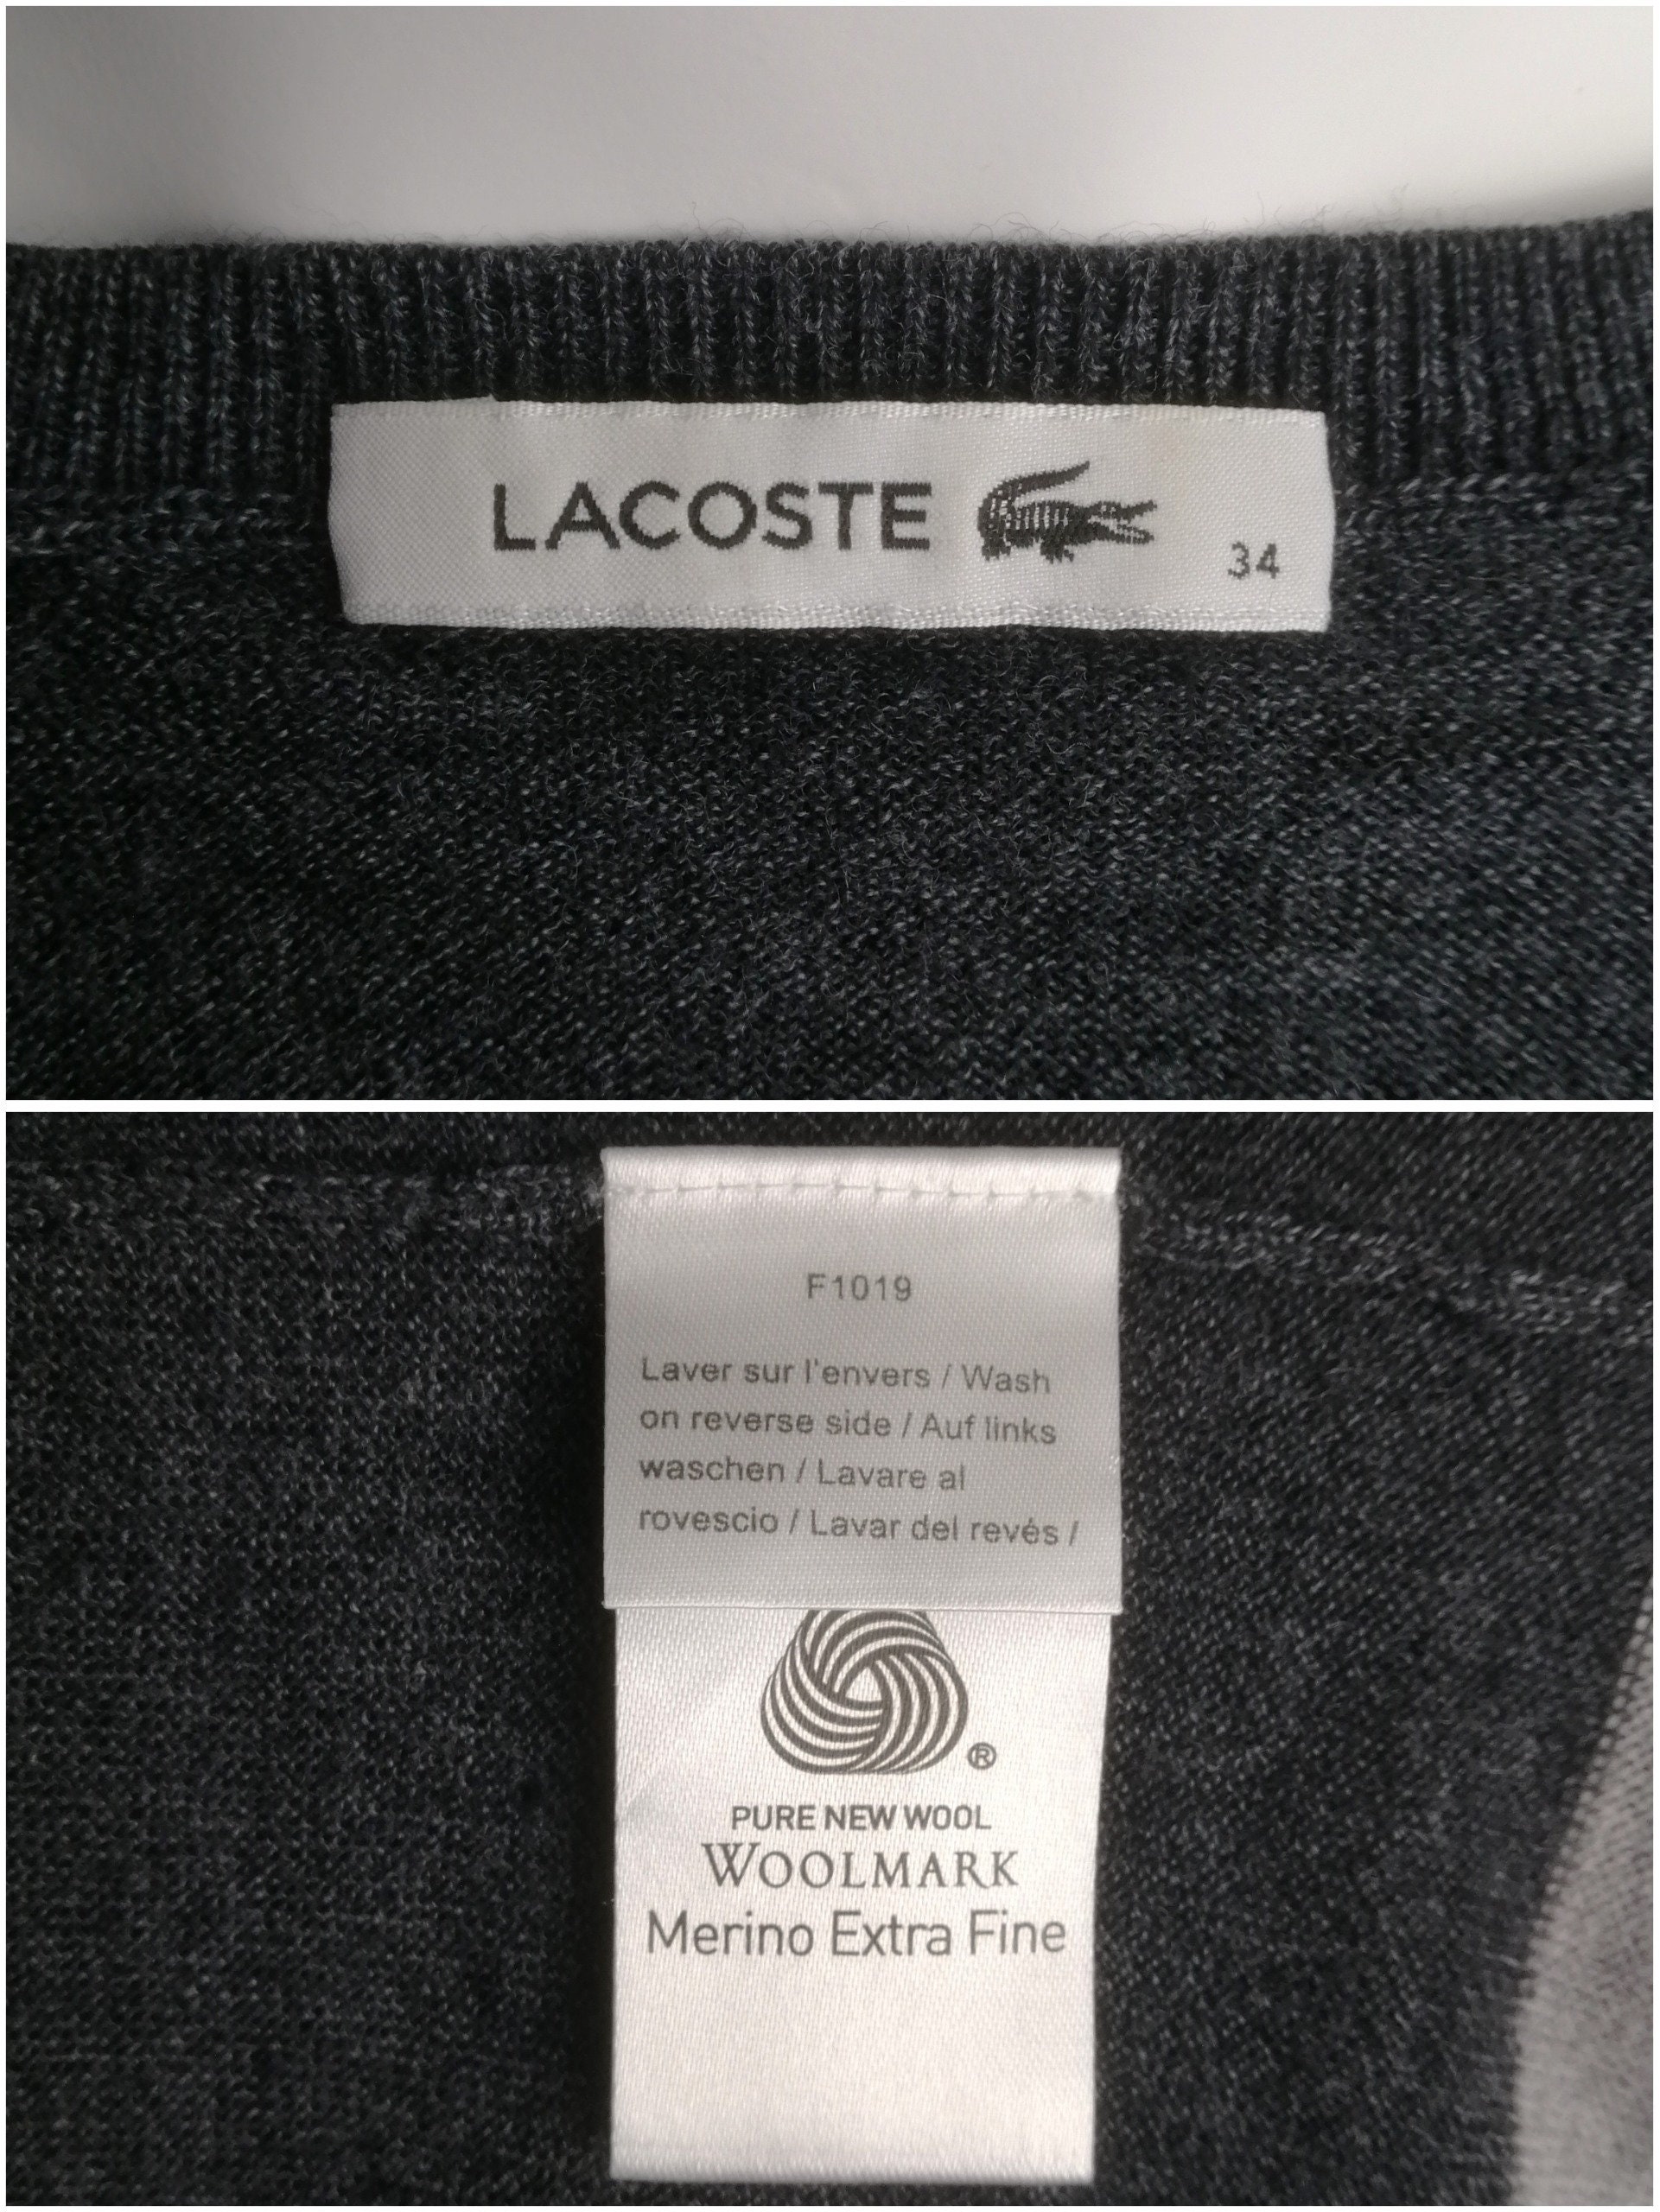 LACOSTE
34
F1019
Laver sur l'envers / Wash
on reverse side / Auf links
waschen / Lavare al
rovescio / Lavar del revés /
®
PURE NEW WOOL
WOOLMARK
Merino Extra Fine